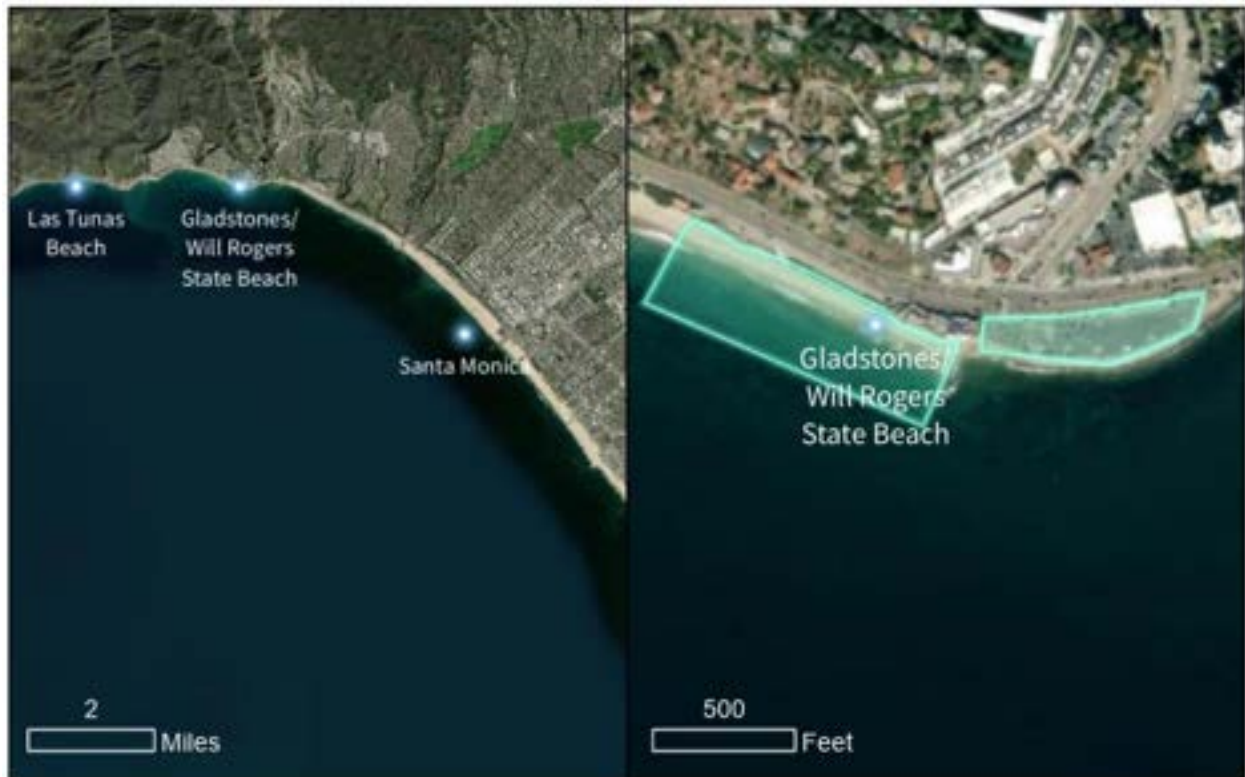 Las Tunas
Beach
Gladstones/
Will Rogers
State Beach
Santa Monica
2
Miles
Gladstones/
Will Rogers
State Beach
500
Feet